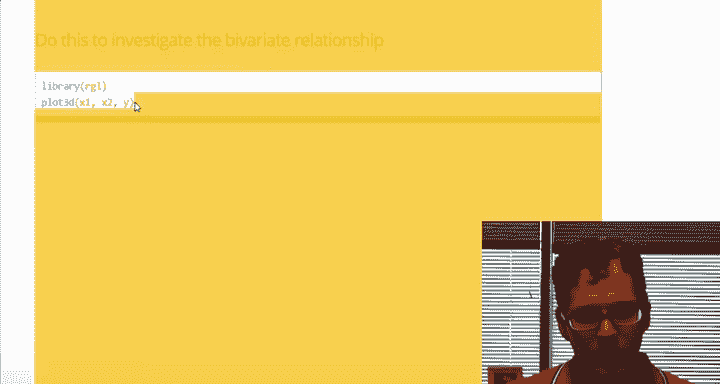 Do this to investigate the bivariate relationship
library(rgl)
plot3d(x1, x2, y)